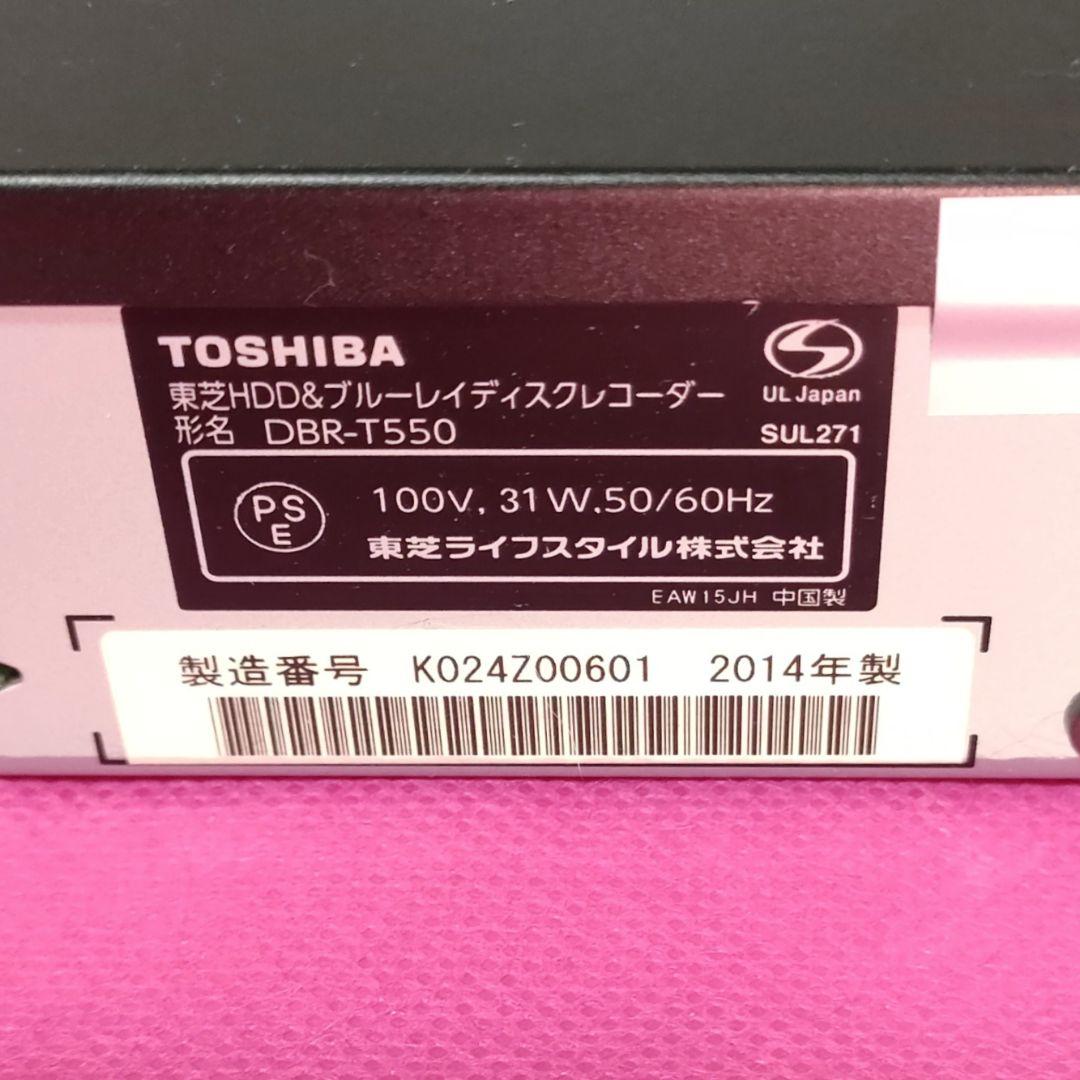 TOSHIBA
東芝HDD&ブルーレイディスクレコーダー
形名 DBR-T550
UL Japan
SUL271
PS
E
100V, 31W, 50/60Hz
東芝ライフスタイル株式会社
EAW15JH 中国製
製造番号 K024Z00601 2014年製